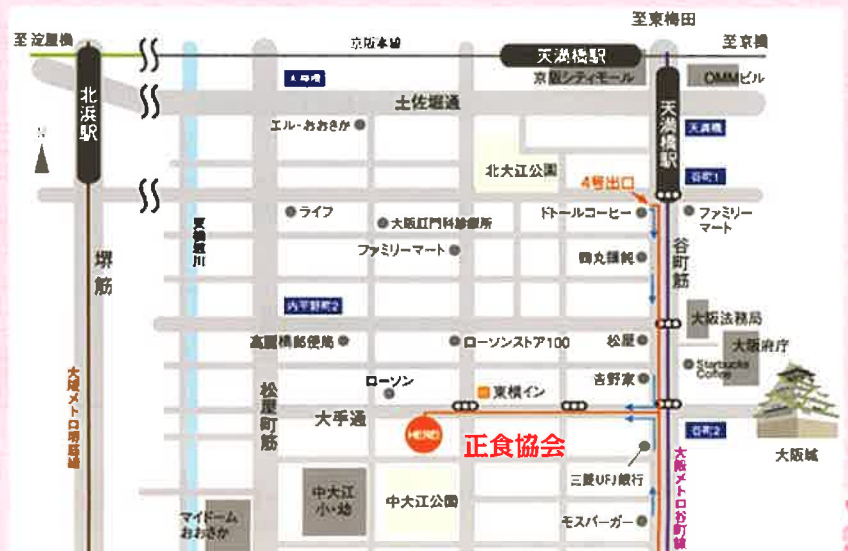 至東梅田
至淀屋橋
京阪本線
天満橋駅
至京橋
京阪シティモール
OMMビル
北浜駅
天神橋
土佐堀通
天満橋駅
天満橋
エル・おおさか
N
北大江公園
谷町1
4号出口
ライフ
大阪肛門科診療所
ドトールコーヒー
ファミリー
マート
東横堀川
ファミリーマート
谷町筋
堺筋
内平野町2
大阪法務局
高麗橋郵便局
ローソンストア100
松屋
大阪府庁
Starbucks
Coffee
大阪メトロ堺筋線
ローソン
東横イン
吉野家
松屋町筋
大手通
HERE!
正食協会
谷町2
大阪城
三菱UFJ銀行
大阪メトロ谷町線
中大江
小・幼
中大江公園
マイドーム
おおさか
モスバーガー